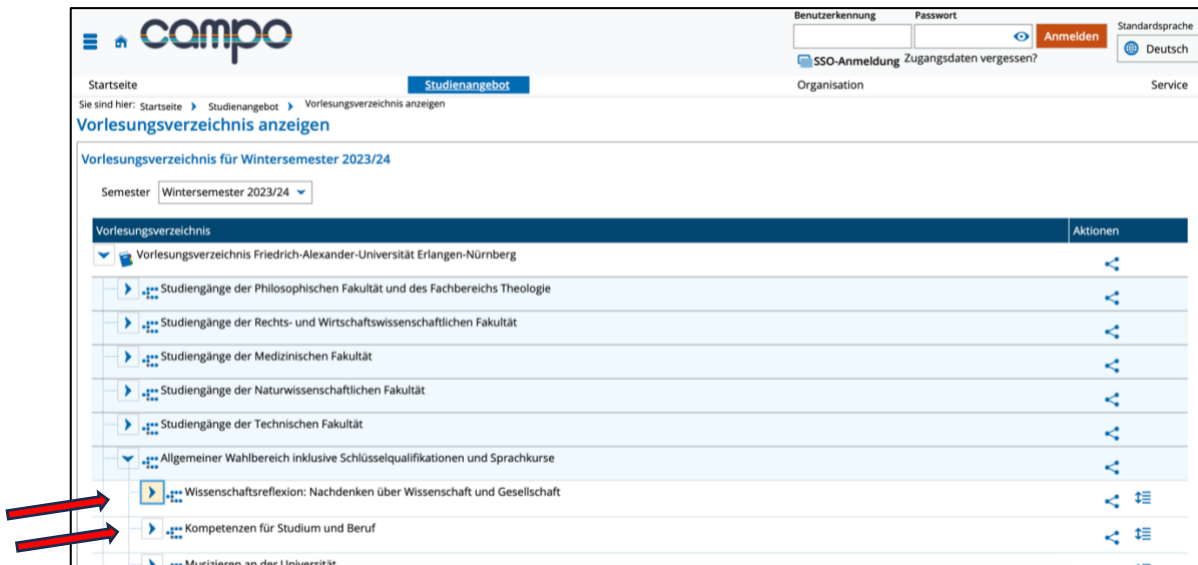 Benutzerkennung Passwort
Standardsprache
campo
Anmelden
Deutsch
SSO-Anmeldung Zugangsdaten vergessen?
Startseite Studienangebot Organisation Service
Sie sind hier: Startseite Studienangebot Vorlesungsverzeichnis anzeigen
Vorlesungsverzeichnis anzeigen
Vorlesungsverzeichnis für Wintersemester 2023/24
Semester Wintersemester 2023/24
Vorlesungsverzeichnis Aktionen
Vorlesungsverzeichnis Friedrich-Alexander-Universität Erlangen-Nürnberg
Studiengänge der Philosophischen Fakultät und des Fachbereichs Theologie
Studiengänge der Rechts- und Wirtschaftswissenschaftlichen Fakultät
Studiengänge der Medizinischen Fakultät
Studiengänge der Naturwissenschaftlichen Fakultät
Studiengänge der Technischen Fakultät
Allgemeiner Wahlbereich inklusive Schlüsselqualifikationen und Sprachkurse
Wissenschaftsreflexion: Nachdenken über Wissenschaft und Gesellschaft
Kompetenzen für Studium und Beruf
Musizieren an der Universität